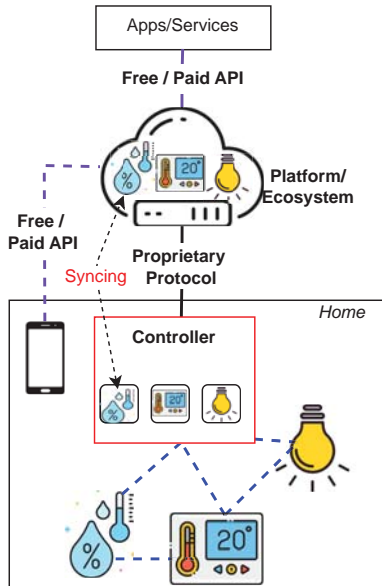 Apps/Services
Free / Paid API
%
20°
Platform/
Ecosystem
Free /
Paid API
Proprietary
Protocol
Syncing
Home
Controller
%
20°
%
20°